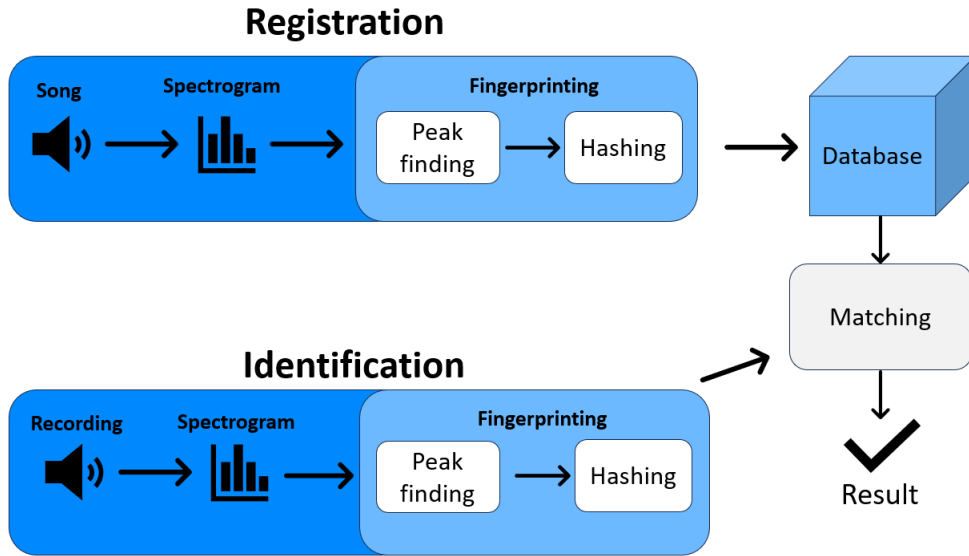 Registration
Song
Spectrogram
Fingerprinting
Peak
finding
Hashing
Database
Matching
Identification
Recording
Spectrogram
Fingerprinting
Peak
finding
Hashing
Result